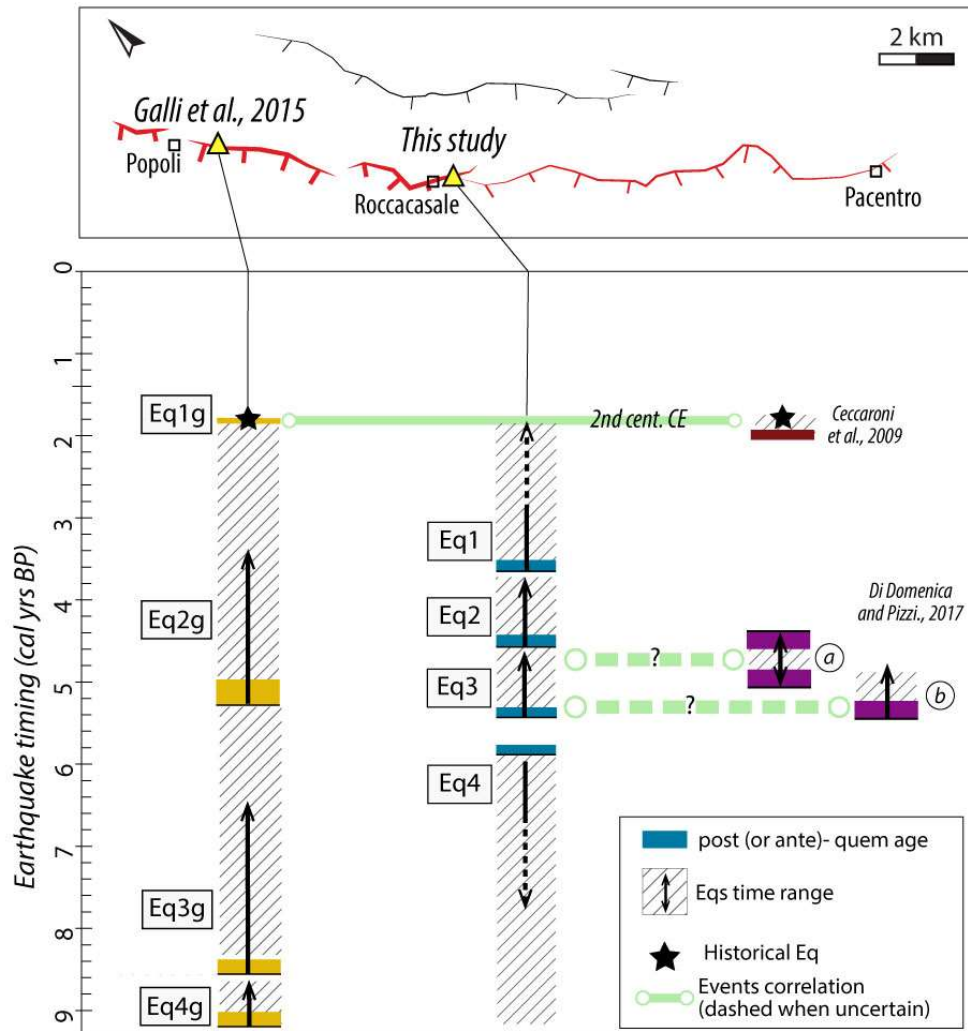 2 km
Galli et al., 2015
This study
Popoli
Roccacasale
Pacentro
Earthquake timing (cal yrs BP)
0
1
2
3
4
5
6
7
8
9
Eq1g
2nd cent. CE
Ceccaroni
et al., 2009
Eq1
Eq2g
Eq2
Di Domenica
and Pizzi., 2017
?
a
Eq3
?
b
Eq4
Eq3g
Eq4g
post (or ante)- quem age
Eqs time range
Historical Eq
Events correlation
(dashed when uncertain)